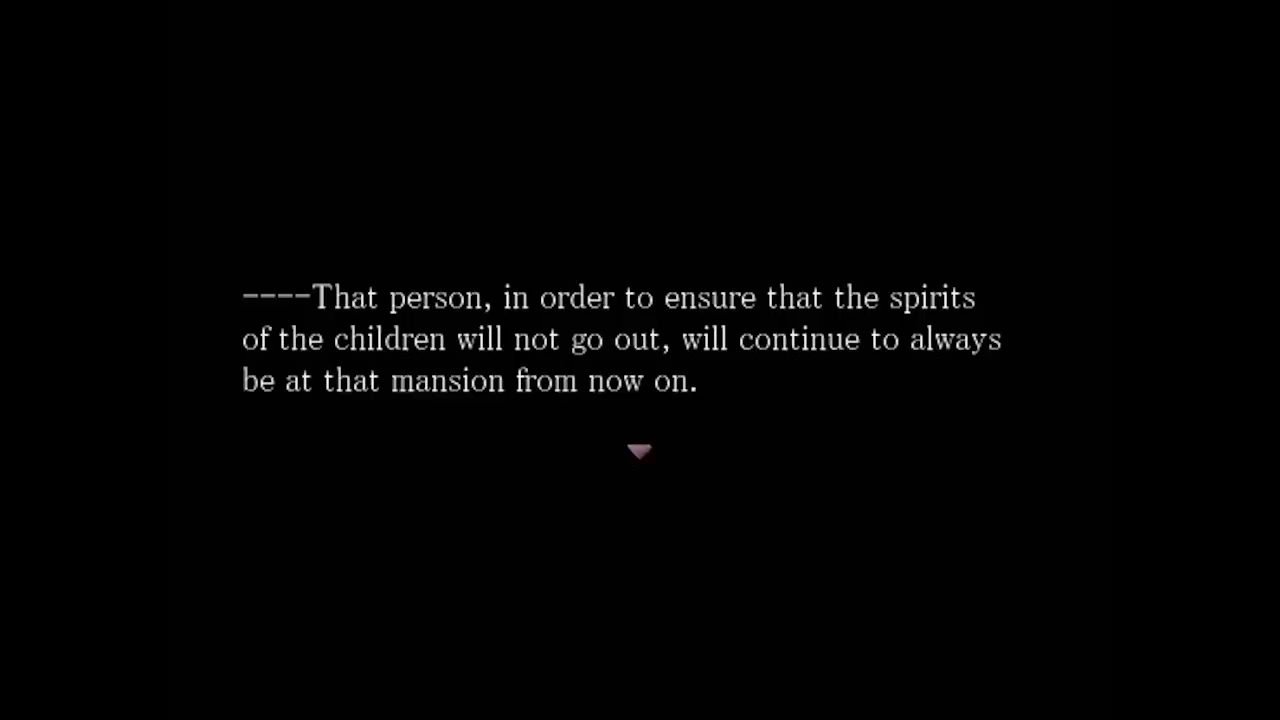 ----That person, in order to ensure that the spirits
of the children will not go out, will continue to always
be at that mansion from now on.